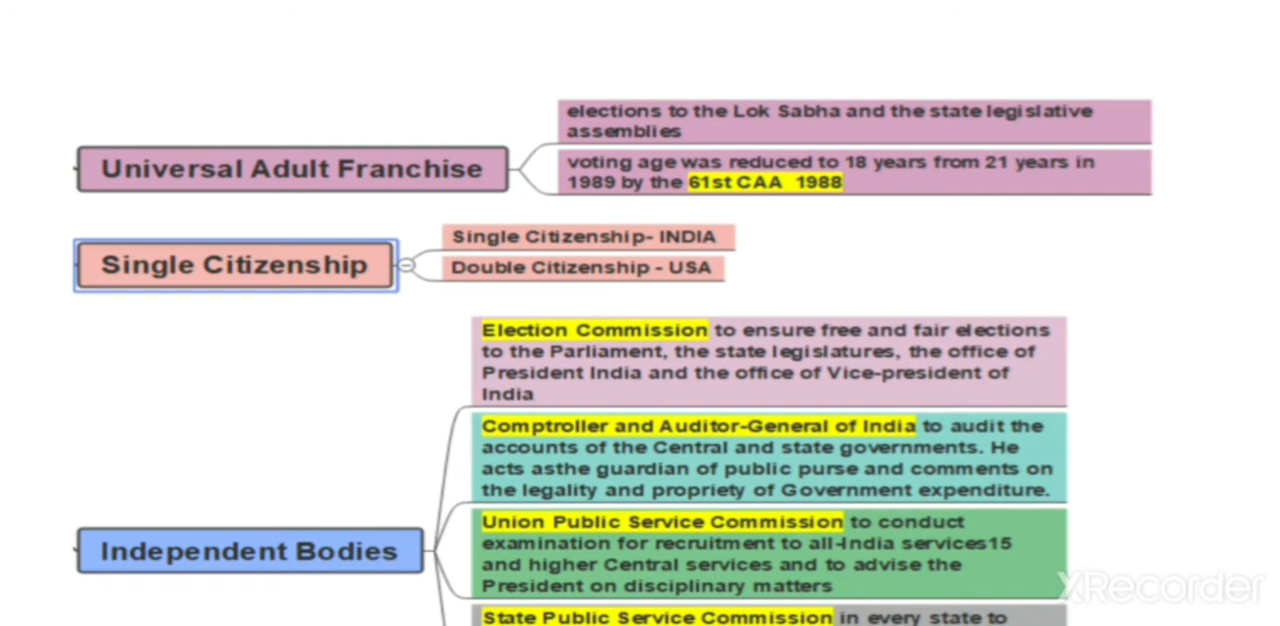 elections to the Lok Sabha and the state legislative
assemblies
Universal Adult Franchise
voting age was reduced to 18 years from 21 years in
1989 by the 61st CAA 1988
Single Citizenship- INDIA
Single Citizenship
Double Citizenship - USA
Election Commission to ensure free and fair elections
to the Parliament, the state legislatures, the office of
President India and the office of Vice-president of
India
Comptroller and Auditor-General of India to audit the
accounts of the Central and state governments. He
acts asthe guardian of public purse and comments on
the legality and propriety of Government expenditure.
Independent Bodies
Union Public Service Commission to conduct
examination for recruitment to all-India services15
and higher Central services and to advise the
President on disciplinary matters
State Public Service Commission in every state to
XRecorder